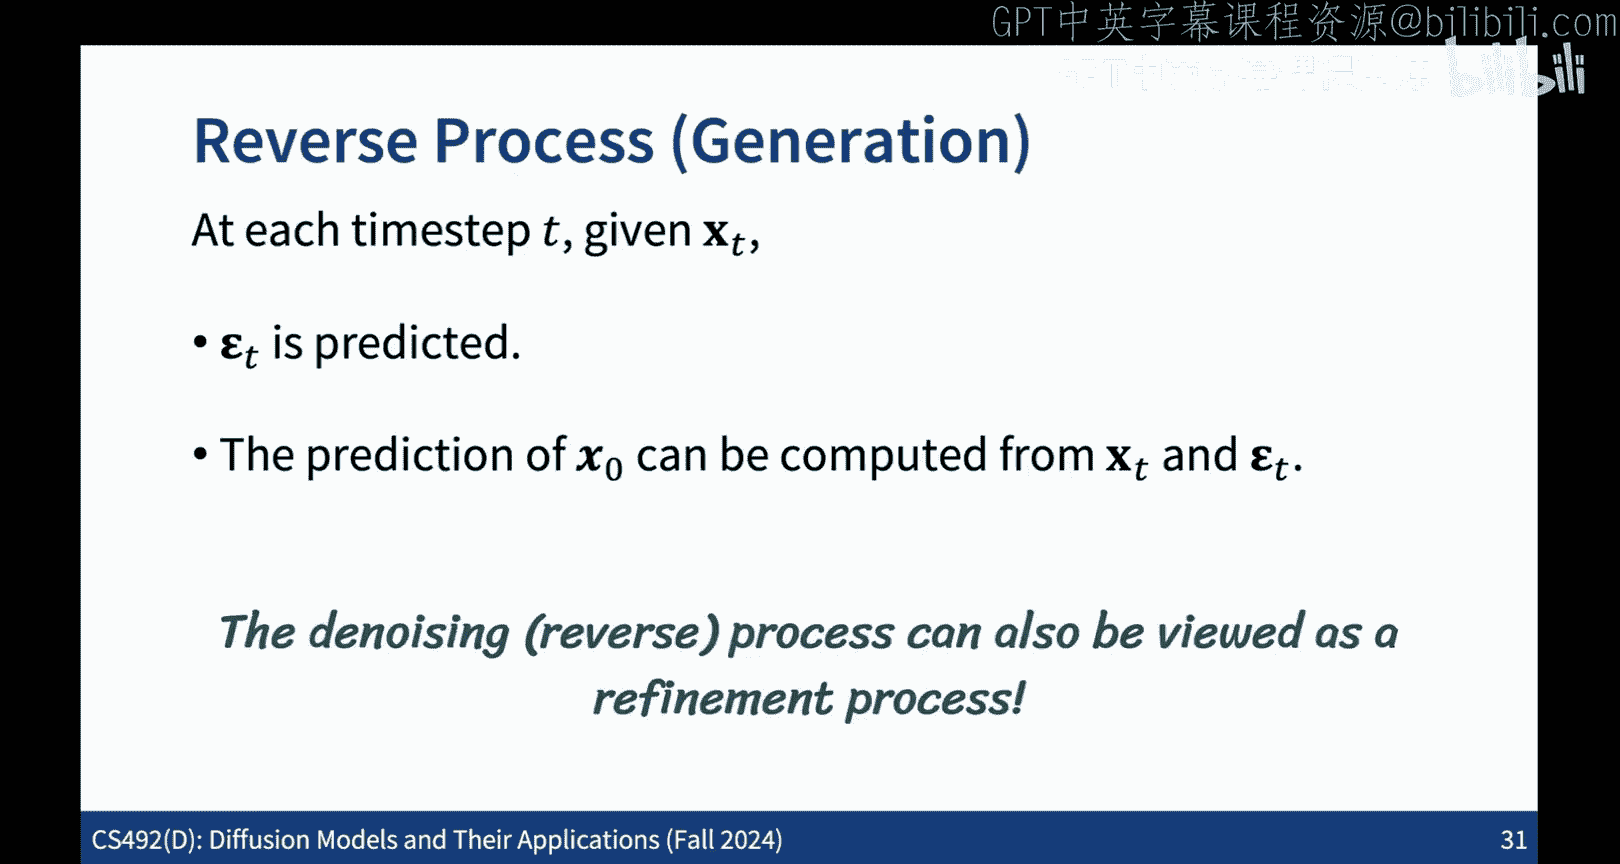 GPT中英字幕课程资源@bilibili.com
bilibili
Reverse Process (Generation)
At each timestep t, given xₜ,
• εₜ is predicted.
• The prediction of x₀ can be computed from xₜ and εₜ.
The denoising (reverse) process can also be viewed as a
refinement process!
CS492(D): Diffusion Models and Their Applications (Fall 2024)
31